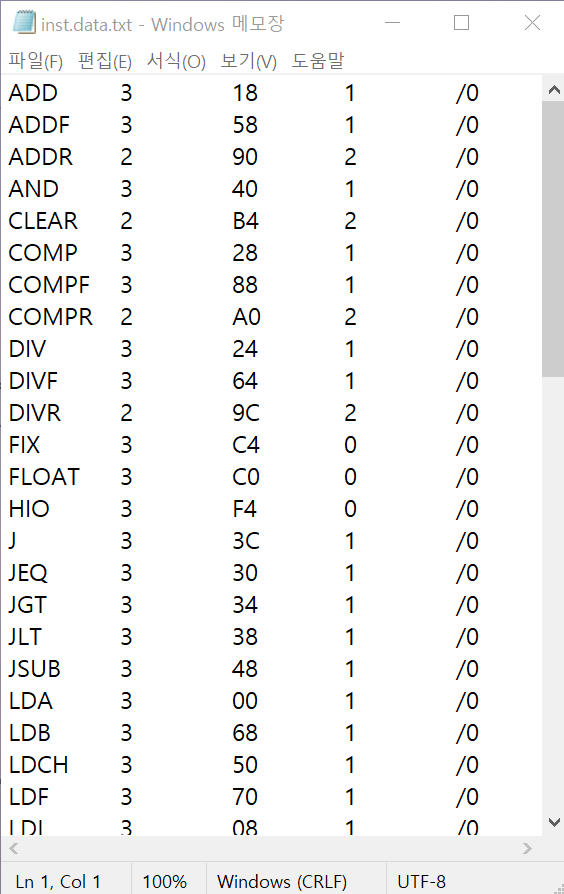 inst.data.txt - Windows 메모장
파일(F) 편집(E) 서식(O) 보기(V) 도움말
ADD 3 18 1 /0
ADDF 3 58 1 /0
ADDR 2 90 2 /0
AND 3 40 1 /0
CLEAR 2 B4 2 /0
COMP 3 28 1 /0
COMPF 3 88 1 /0
COMPR 2 A0 2 /0
DIV 3 24 1 /0
DIVF 3 64 1 /0
DIVR 2 9C 2 /0
FIX 3 C4 0 /0
FLOAT 3 C0 0 /0
HIO 3 F4 0 /0
J 3 3C 1 /0
JEQ 3 30 1 /0
JGT 3 34 1 /0
JLT 3 38 1 /0
JSUB 3 48 1 /0
LDA 3 00 1 /0
LDB 3 68 1 /0
LDCH 3 50 1 /0
LDF 3 70 1 /0
LDL 3 08 1 /0
Ln 1, Col 1 100% Windows (CRLF) UTF-8